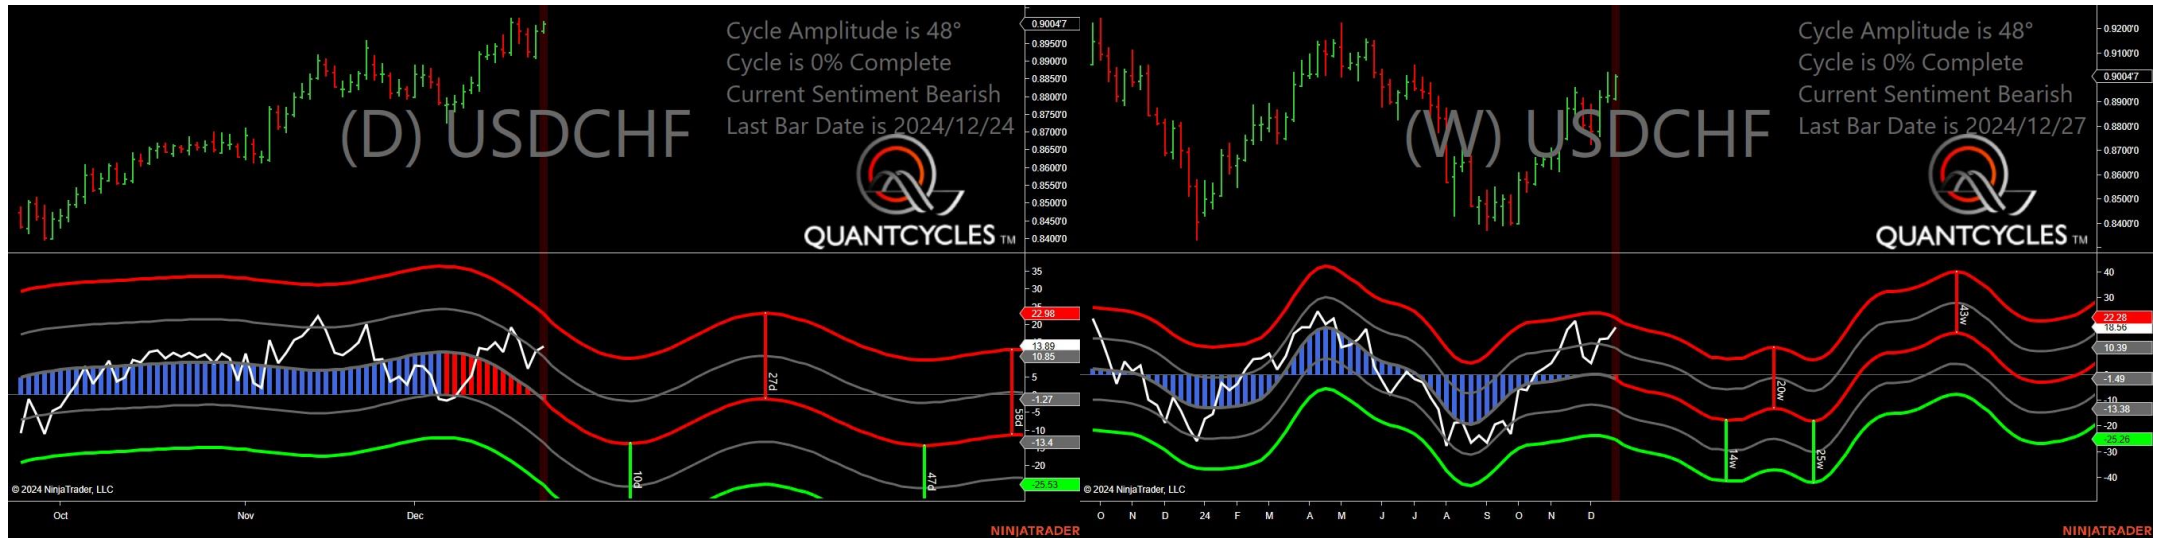 Cycle Amplitude is 48°
Cycle is 0% Complete
Current Sentiment Bearish
Last Bar Date is 2024/12/24
(D) USDCHF
QUANTCYCLES TM
0.9004'7
0.8950'0
0.8900'0
0.8850'0
0.8800'0
0.8750'0
0.8700'0
0.8650'0
0.8600'0
0.8550'0
0.8500'0
0.8450'0
0.8400'0
35
30
22.98
20
13.89
10.85
5
-1.27
-5
-10
-13.4
-20
-25.53
10d
27d
47d
58d
© 2024 NinjaTrader, LLC
Oct Nov Dec
NINJATRADER
Cycle Amplitude is 48°
Cycle is 0% Complete
Current Sentiment Bearish
Last Bar Date is 2024/12/27
(W) USDCHF
QUANTCYCLES TM
0.9200'0
0.9100'0
0.9004'7
0.8900'0
0.8800'0
0.8700'0
0.8600'0
0.8500'0
0.8400'0
40
30
22.28
18.56
10.39
-1.49
-10
-13.38
-20
-25.26
-30
-40
14w
20w
25w
43w
© 2024 NinjaTrader, LLC
O N D 24 F M A M J J A S O N D
NINJATRADER